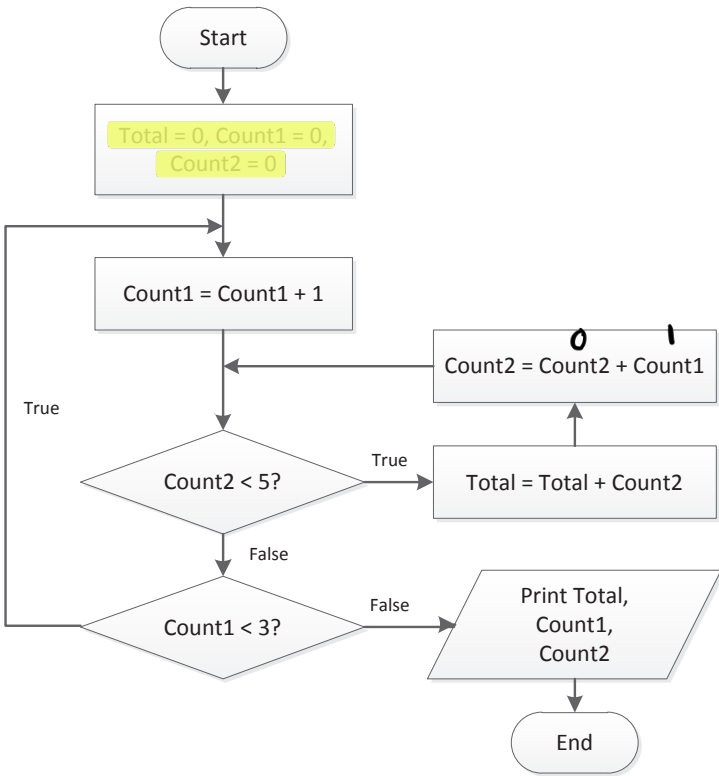 Start
Total = 0, Count1 = 0,
Count2 = 0
Count1 = Count1 + 1
0 1
Count2 = Count2 + Count1
True
Count2 < 5?
True
Total = Total + Count2
False
Count1 < 3?
False
Print Total,
Count1,
Count2
End